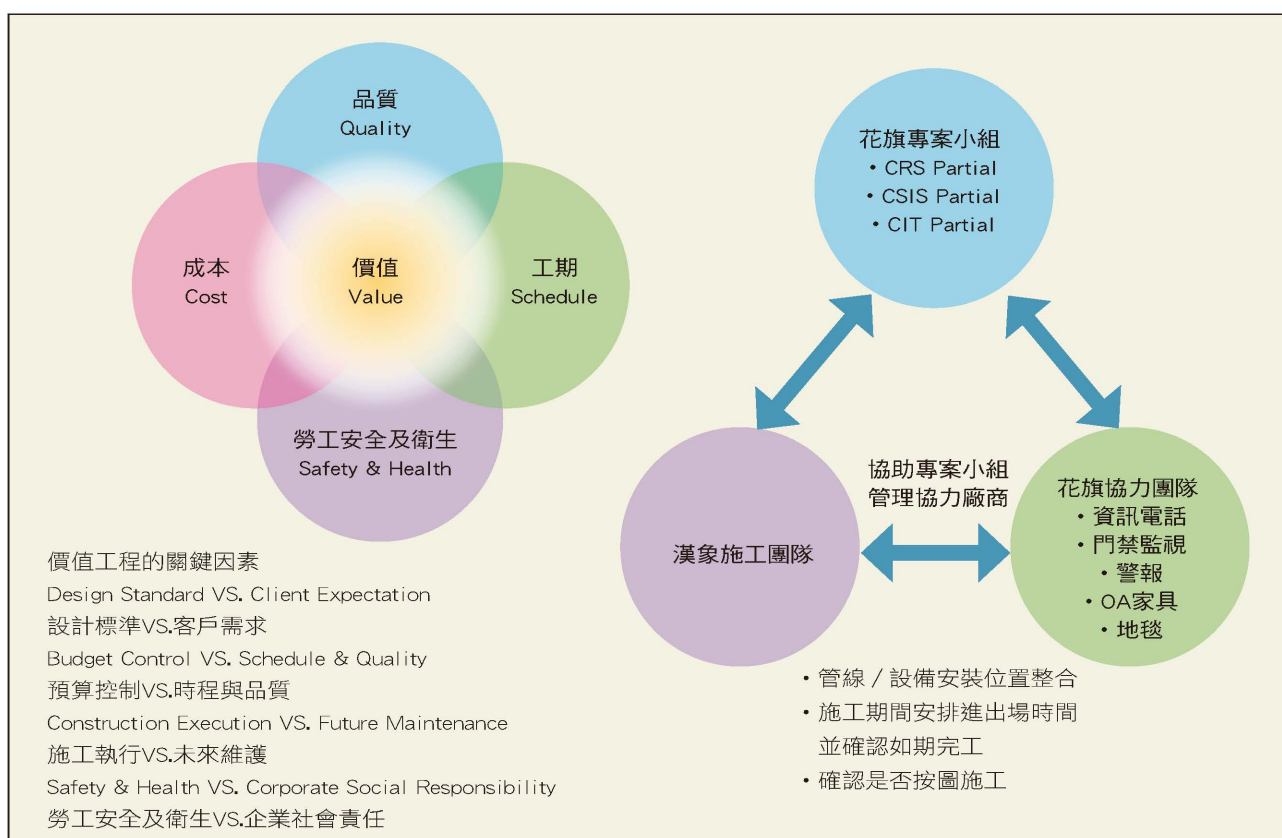 品質
Quality
成本
Cost
價值
Value
工期
Schedule
勞工安全及衛生
Safety & Health
價值工程的關鍵因素
Design Standard VS. Client Expectation
設計標準VS.客戶需求
Budget Control VS. Schedule & Quality
預算控制VS.時程與品質
Construction Execution VS. Future Maintenance
施工執行VS.未來維護
Safety & Health VS. Corporate Social Responsibility
勞工安全及衛生VS.企業社會責任
花旗專案小組
・CRS Partial
・CSIS Partial
・CIT Partial
漢象施工團隊
協助專案小組
管理協力廠商
花旗協力團隊
・資訊電話
・門禁監視
・警報
・OA家具
・地毯
・管線／設備安裝位置整合
・施工期間安排進出場時間
並確認如期完工
・確認是否按圖施工